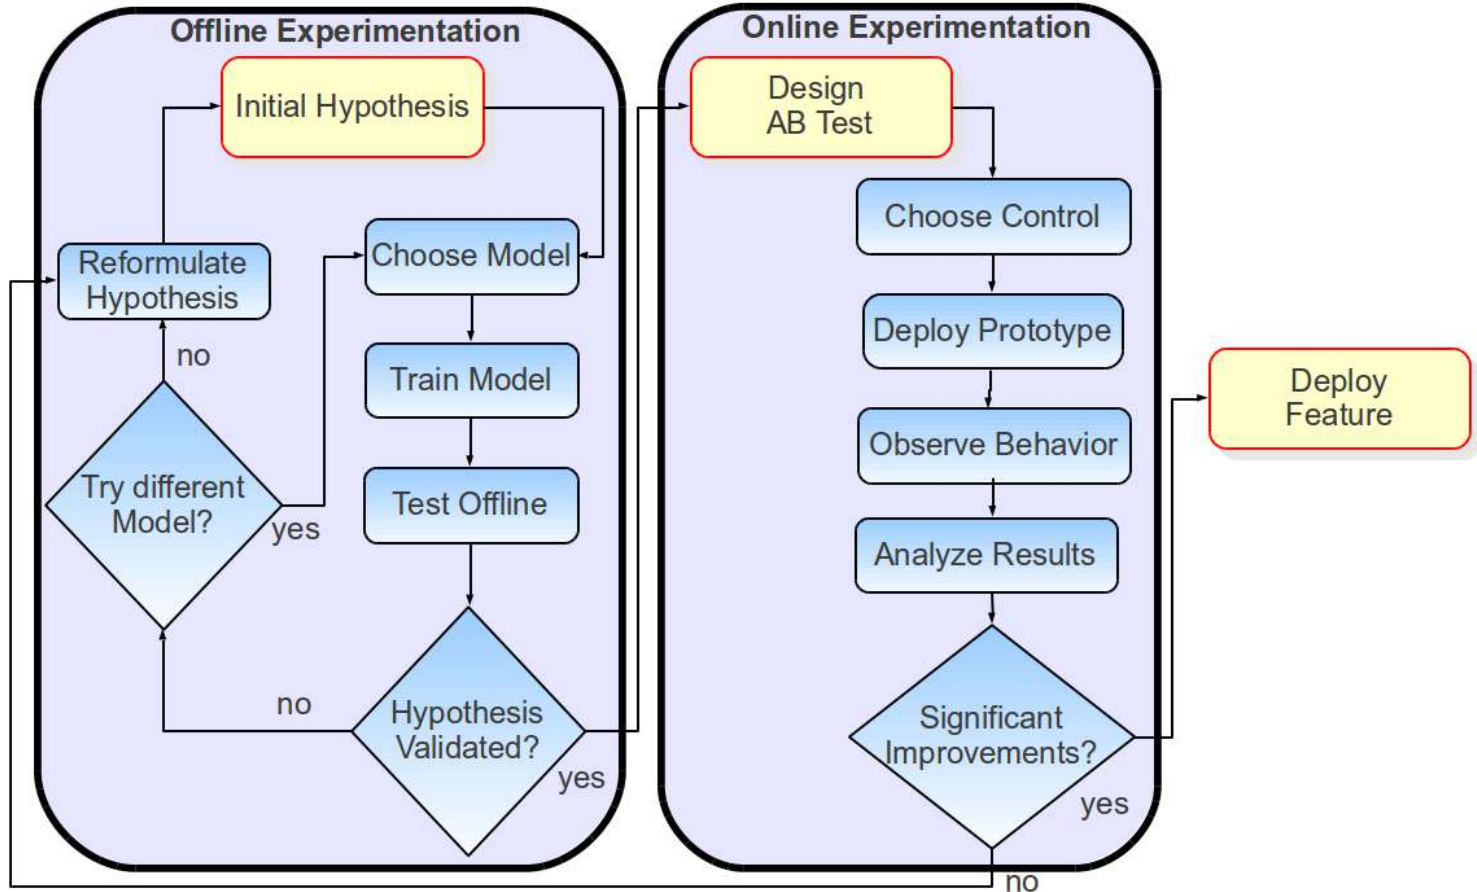 Offline Experimentation
Initial Hypothesis
Choose Model
Reformulate
Hypothesis
no
Train Model
Try different
Model?
yes
Test Offline
no
Hypothesis
Validated?
yes
Online Experimentation
Design
AB Test
Choose Control
Deploy Prototype
Observe Behavior
Analyze Results
Significant
Improvements?
yes
no
Deploy
Feature